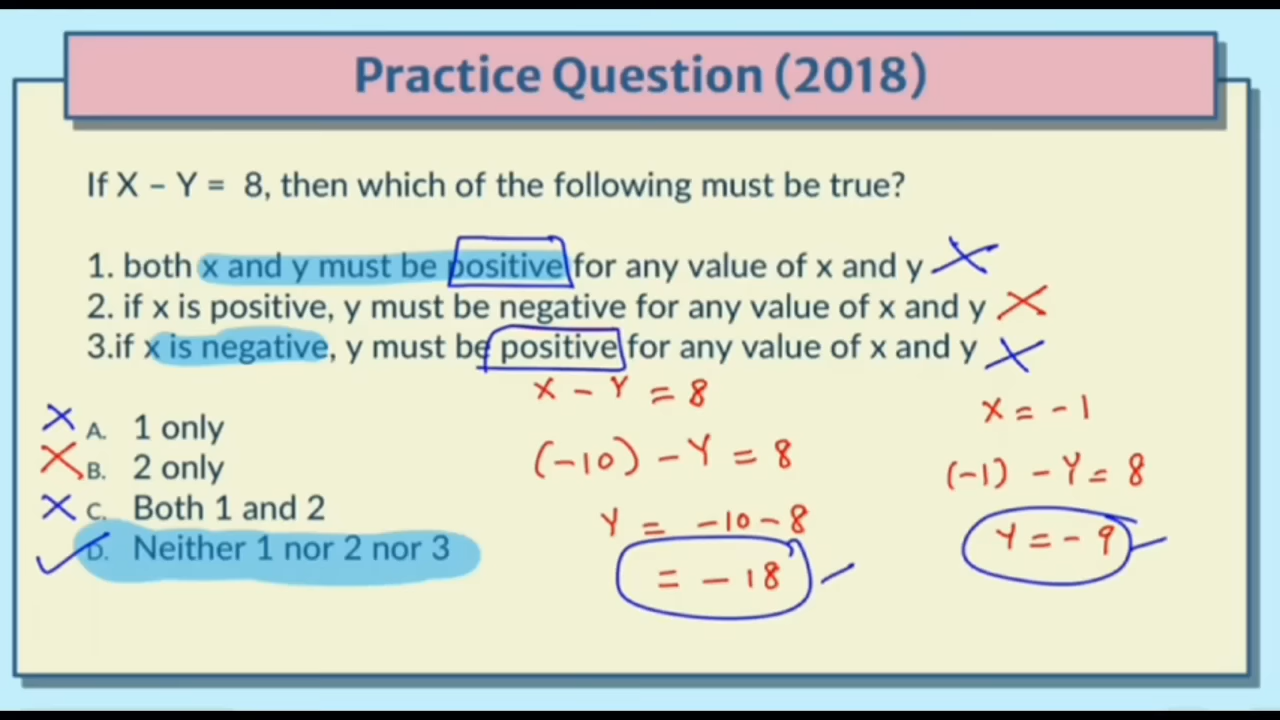 Practice Question (2018)
If X – Y = 8, then which of the following must be true?
1. both x and y must be positive for any value of x and y
2. if x is positive, y must be negative for any value of x and y
3.if x is negative, y must be positive for any value of x and y
A. 1 only
B. 2 only
C. Both 1 and 2
D. Neither 1 nor 2 nor 3
X - Y = 8
(-10) - Y = 8
Y = -10 - 8
= - 18
X = - 1
(-1) - Y = 8
Y = - 9